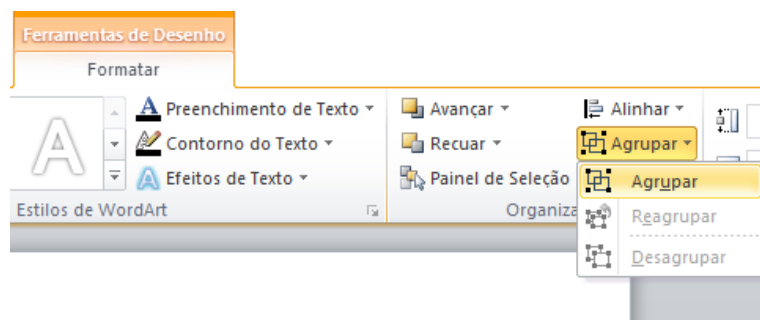 Ferramentas de Desenho
Formatar
A Preenchimento de Texto
Avançar
Alinhar
A
Contorno do Texto
Recuar
Agrupar
A Efeitos de Texto
Painel de Seleção
Agrupar
Estilos de WordArt
Organiza
Reagrupar
Desagrupar